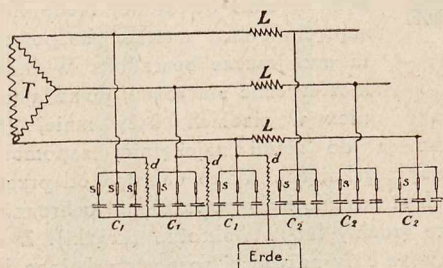 L
L
T
L
d d d
s s s s s s
C1 C1 C1 C2 C2 C2
Erde.